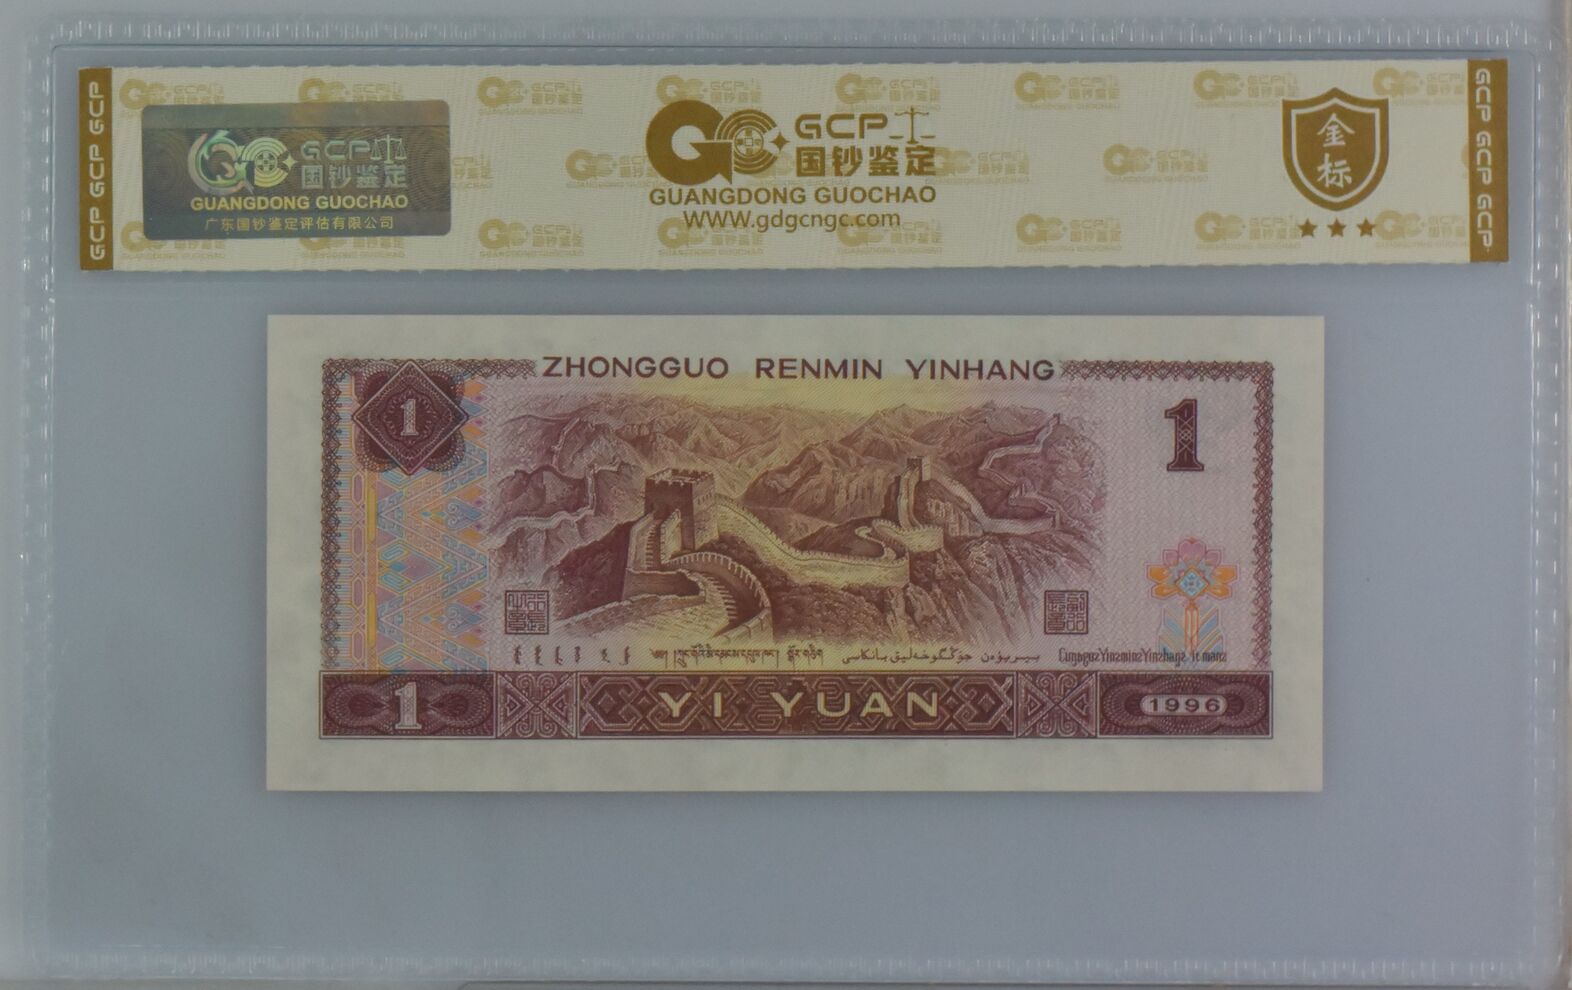 GCP GCP GCP
GCP
国钞鉴定
GUANGDONG GUOCHAO
广东国钞鉴定评估有限公司
GCP
国钞鉴定
GUANGDONG GUOCHAO
WWW.gdgcngc.com
金
标
GCP GCP GCP
ZHONGGUO RENMIN YINHANG
1
1
1
YI YUAN
1996